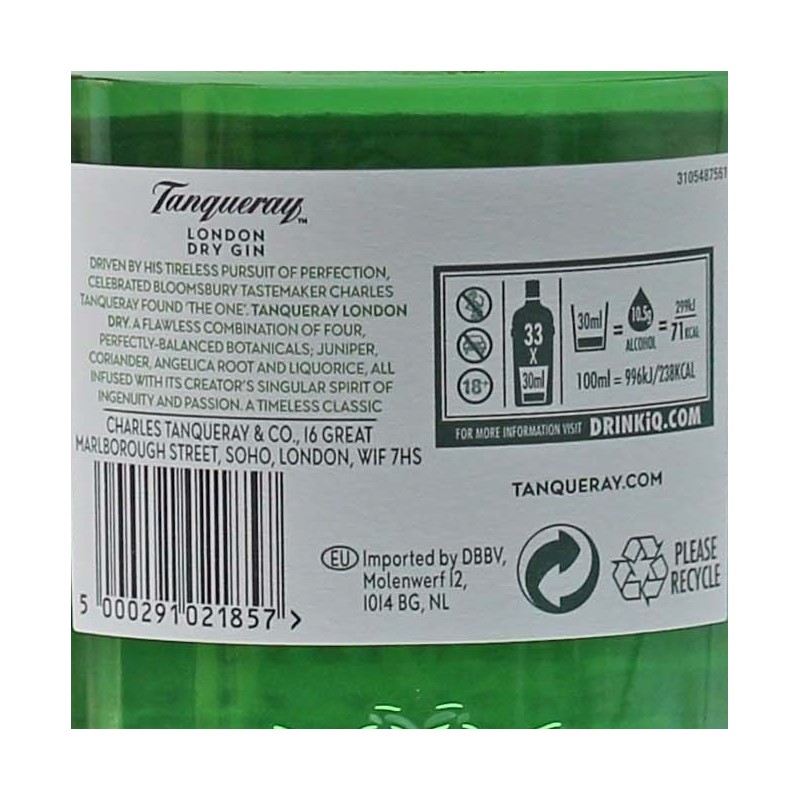 Tanqueray™
LONDON
DRY GIN
DRIVEN BY HIS TIRELESS PURSUIT OF PERFECTION,
CELEBRATED BLOOMSBURY TASTEMAKER CHARLES
TANQUERAY FOUND 'THE ONE'. TANQUERAY LONDON
DRY. A FLAWLESS COMBINATION OF FOUR,
PERFECTLY-BALANCED BOTANICALS; JUNIPER,
CORIANDER, ANGELICA ROOT AND LIQUORICE, ALL
INFUSED WITH ITS CREATOR'S SINGULAR SPIRIT OF
INGENUITY AND PASSION. A TIMELESS CLASSIC
CHARLES TANQUERAY & CO., 16 GREAT
MARLBOROUGH STREET, SOHO, LONDON, W1F 7HS
5 000291 021857 >
3105487561
18+
33
X
30ml
30ml = 10.5g = 299kJ
ALCOHOL 71KCAL
100ml = 996kJ/238KCAL
FOR MORE INFORMATION VISIT DRINKiQ.COM
TANQUERAY.COM
EU Imported by DBBV,
Molenwerf 12,
1014 BG, NL
PLEASE
RECYCLE